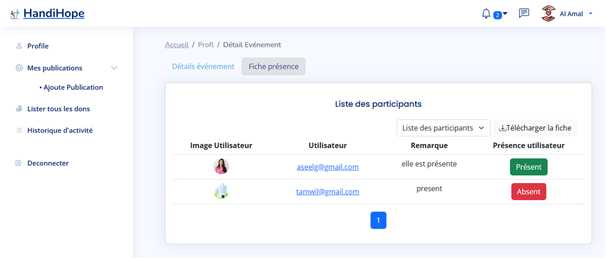 HandiHope
2
Al Amal
Profile
Mes publications
• Ajoute Publication
Lister tous les dons
Historique d'activité
Deconnecter
Accueil / Profl / Détail Evénement
Détails événement
Fiche présence
Liste des participants
Liste des participants
Télécharger la fiche
Image Utilisateur Utilisateur Remarque Présence utilisateur
aseelg@gmail.com elle est présente Présent
tamwil@gmail.com present Absent
1